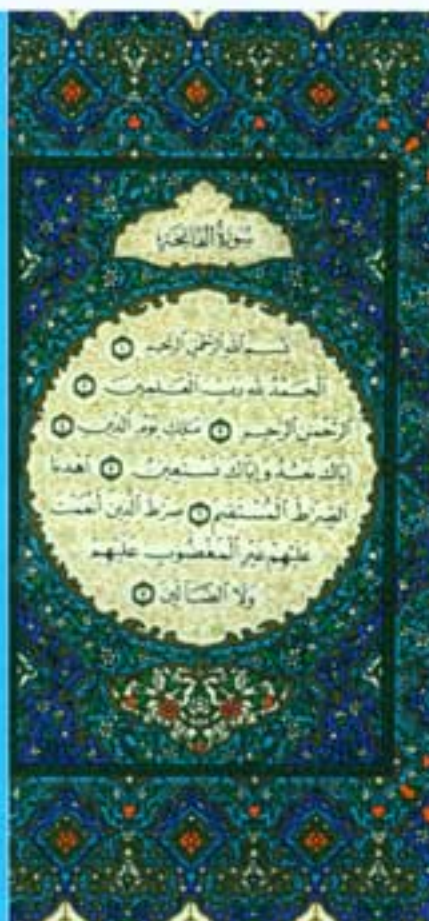 سورة الفاتحة
بسم الله الرحمن الرحيم
الحمد لله رب العلمين
الرحمن الرحيم ملك يوم الدين
إياك نعبد وإياك نستعين اهدنا
الصرط المستقيم صرط الذين أنعمت
عليهم غير المغضوب عليهم
ولا الضالين